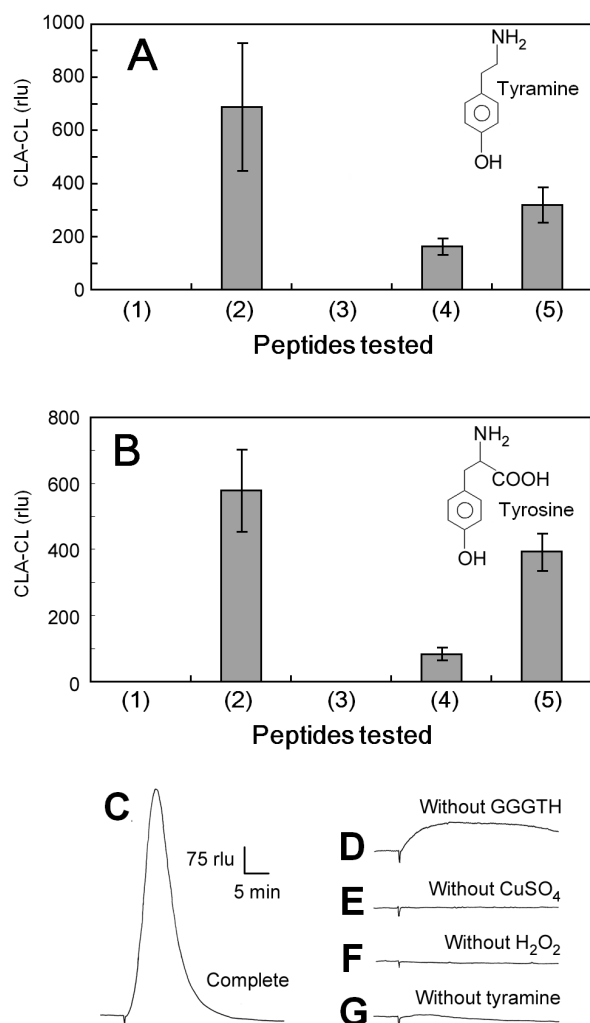 A
CLA-CL (rlu)
1000
800
600
400
200
0
NH₂
Tyramine
OH
(1) (2) (3) (4) (5)
Peptides tested
B
CLA-CL (rlu)
800
600
400
200
0
NH₂
COOH
Tyrosine
OH
(1) (2) (3) (4) (5)
Peptides tested
C
75 rlu
5 min
Complete
Without GGGTH
D
Without CuSO₄
E
Without H₂O₂
F
Without tyramine
G